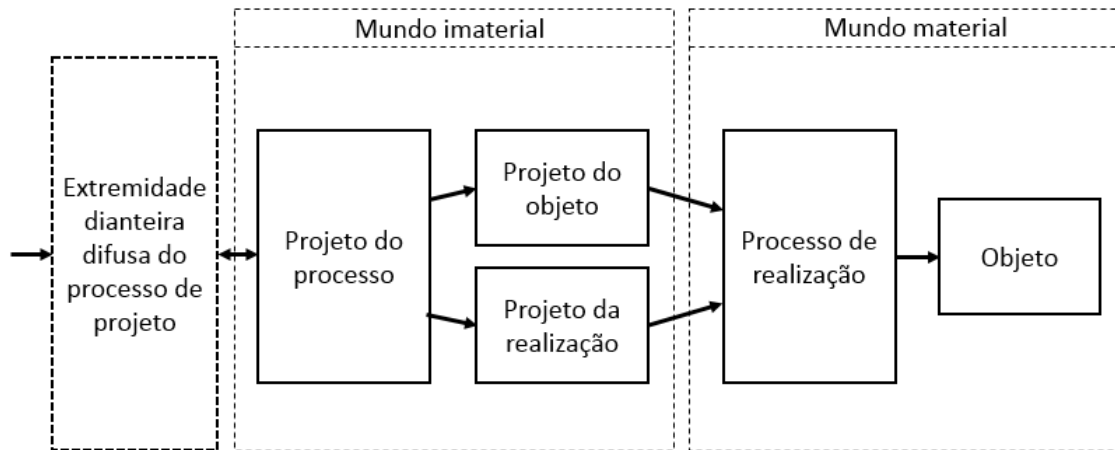 Mundo imaterial
Mundo material
Extremidade
dianteira
difusa do
processo de
projeto
Projeto do
processo
Projeto do
objeto
Projeto da
realização
Processo de
realização
Objeto